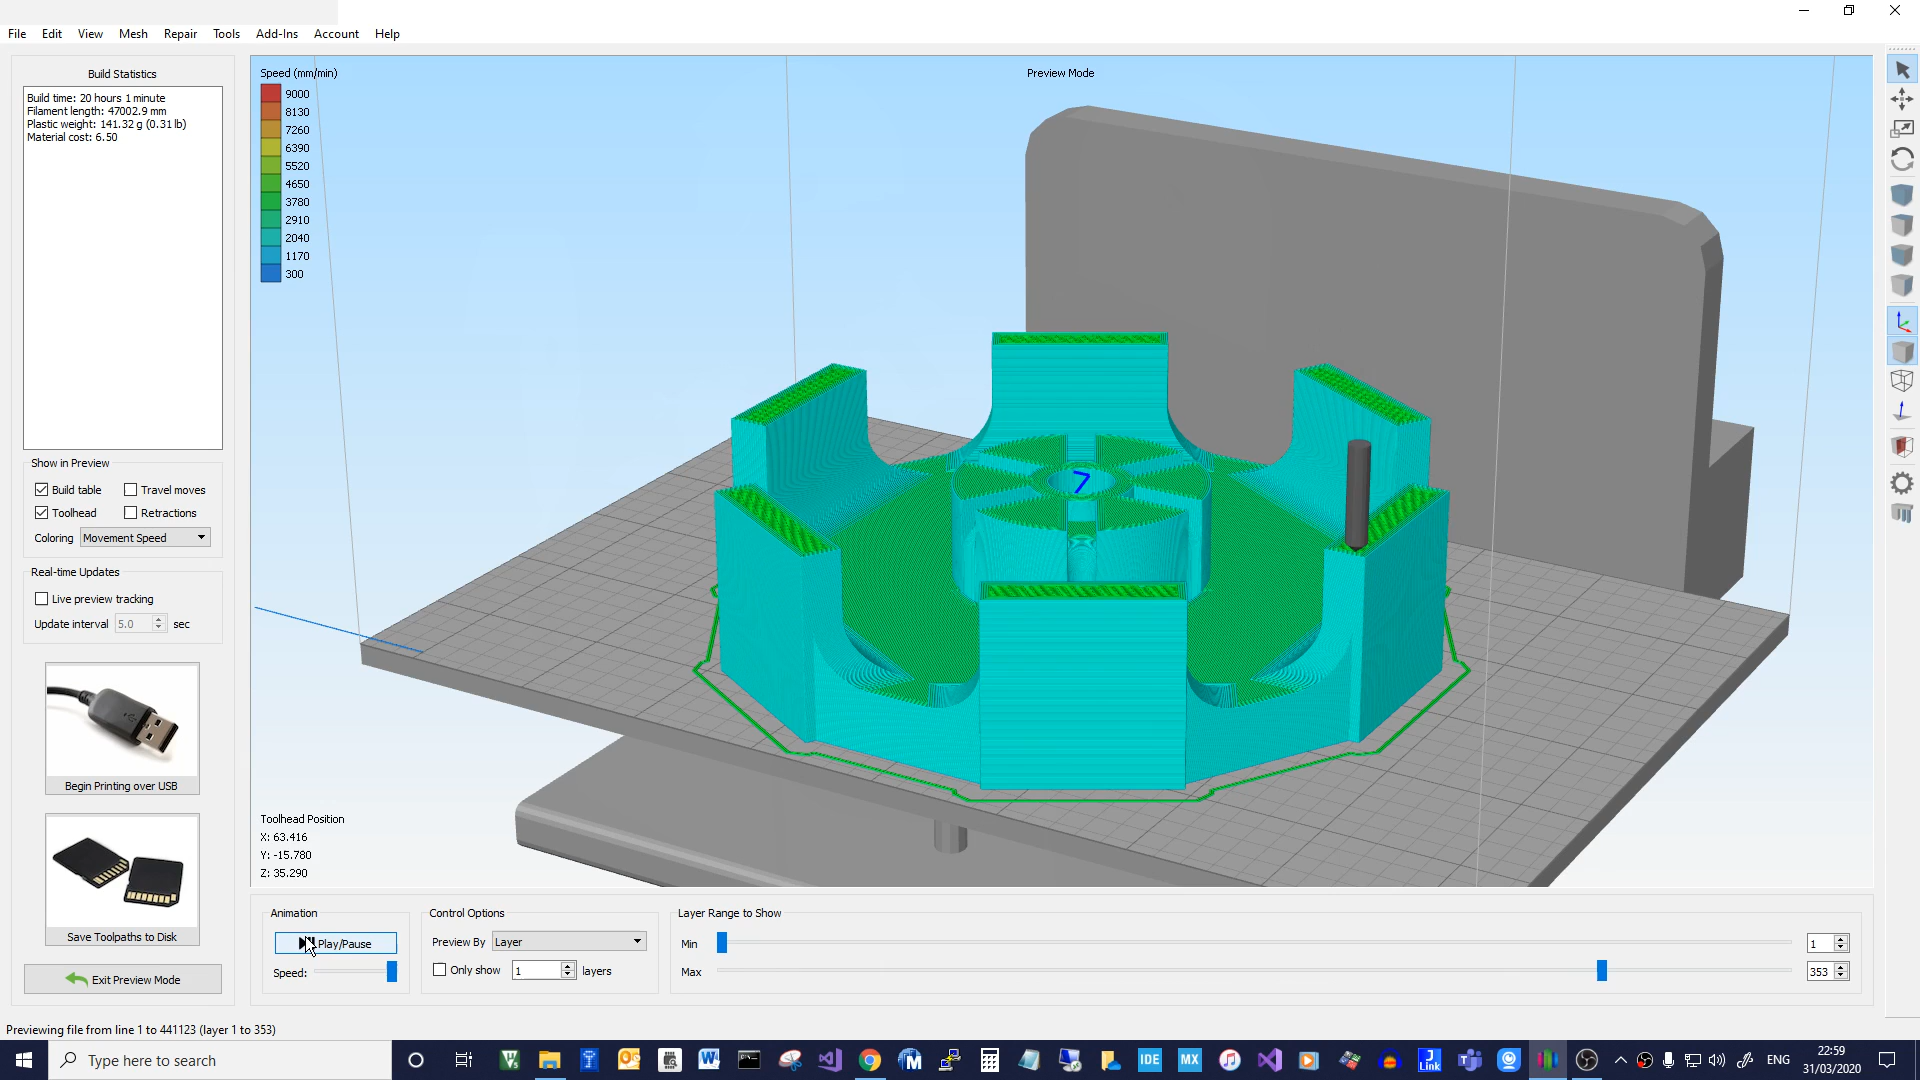 File Edit View Mesh Repair Tools Add-Ins Account Help
Build Statistics
Build time: 20 hours 1 minute
Filament length: 47002.9 mm
Plastic weight: 141.32 g (0.31 lb)
Material cost: 6.50
Show in Preview
Build table Travel moves
Toolhead Retractions
Coloring Movement Speed
Real-time Updates
Live preview tracking
Update interval 5.0 sec
Begin Printing over USB
Save Toolpaths to Disk
Exit Preview Mode
Speed (mm/min)
9000
8130
7260
6390
5520
4650
3780
2910
2040
1170
300
Preview Mode
Toolhead Position
X: 63.416
Y: -15.780
Z: 35.290
Animation
Play/Pause
Speed:
Control Options
Preview By Layer
Only show 1 layers
Layer Range to Show
Min 1
Max 353
Previewing file from line 1 to 441123 (layer 1 to 353)
Type here to search
IDE
MX
J
Link
ENG
22:59
31/03/2020